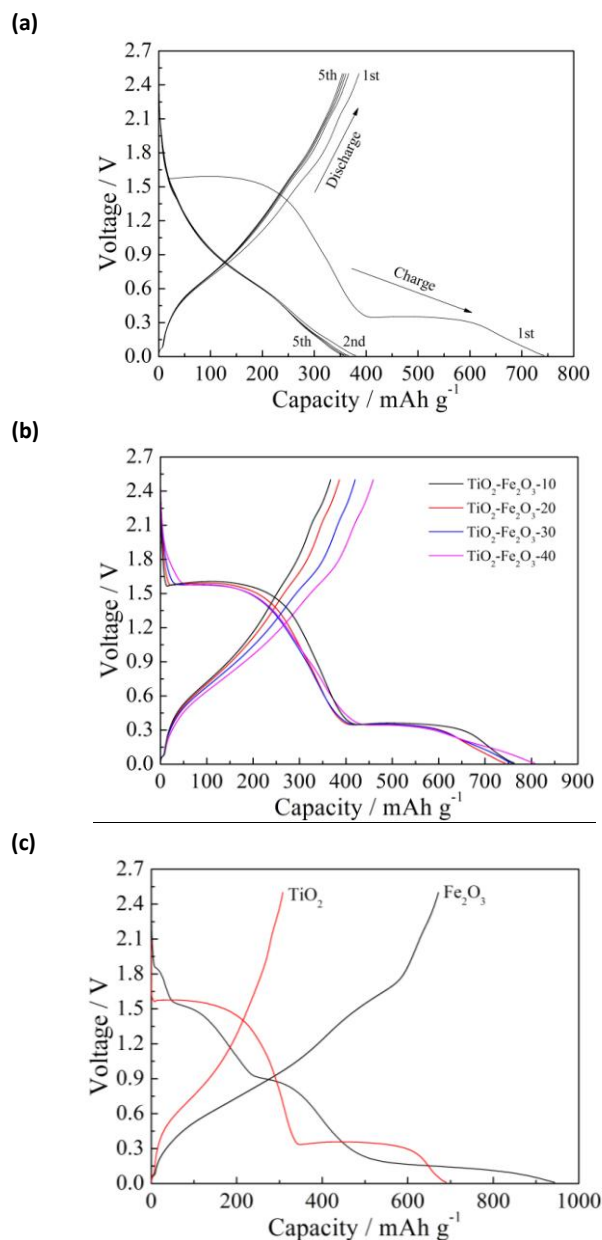 (a)
2.7
2.4
2.1
1.8
1.5
1.2
0.9
0.6
0.3
0.0
Voltage / V
5th
1st
Discharge
Charge
1st
5th
2nd
0 100 200 300 400 500 600 700 800
Capacity / mAh g⁻¹
(b)
2.7
2.4
2.1
1.8
1.5
1.2
0.9
0.6
0.3
0.0
Voltage / V
TiO₂-Fe₂O₃-10
TiO₂-Fe₂O₃-20
TiO₂-Fe₂O₃-30
TiO₂-Fe₂O₃-40
0 100 200 300 400 500 600 700 800 900
Capacity / mAh g⁻¹
(c)
2.7
2.4
2.1
1.8
1.5
1.2
0.9
0.6
0.3
0.0
Voltage / V
TiO₂
Fe₂O₃
0 200 400 600 800 1000
Capacity / mAh g⁻¹